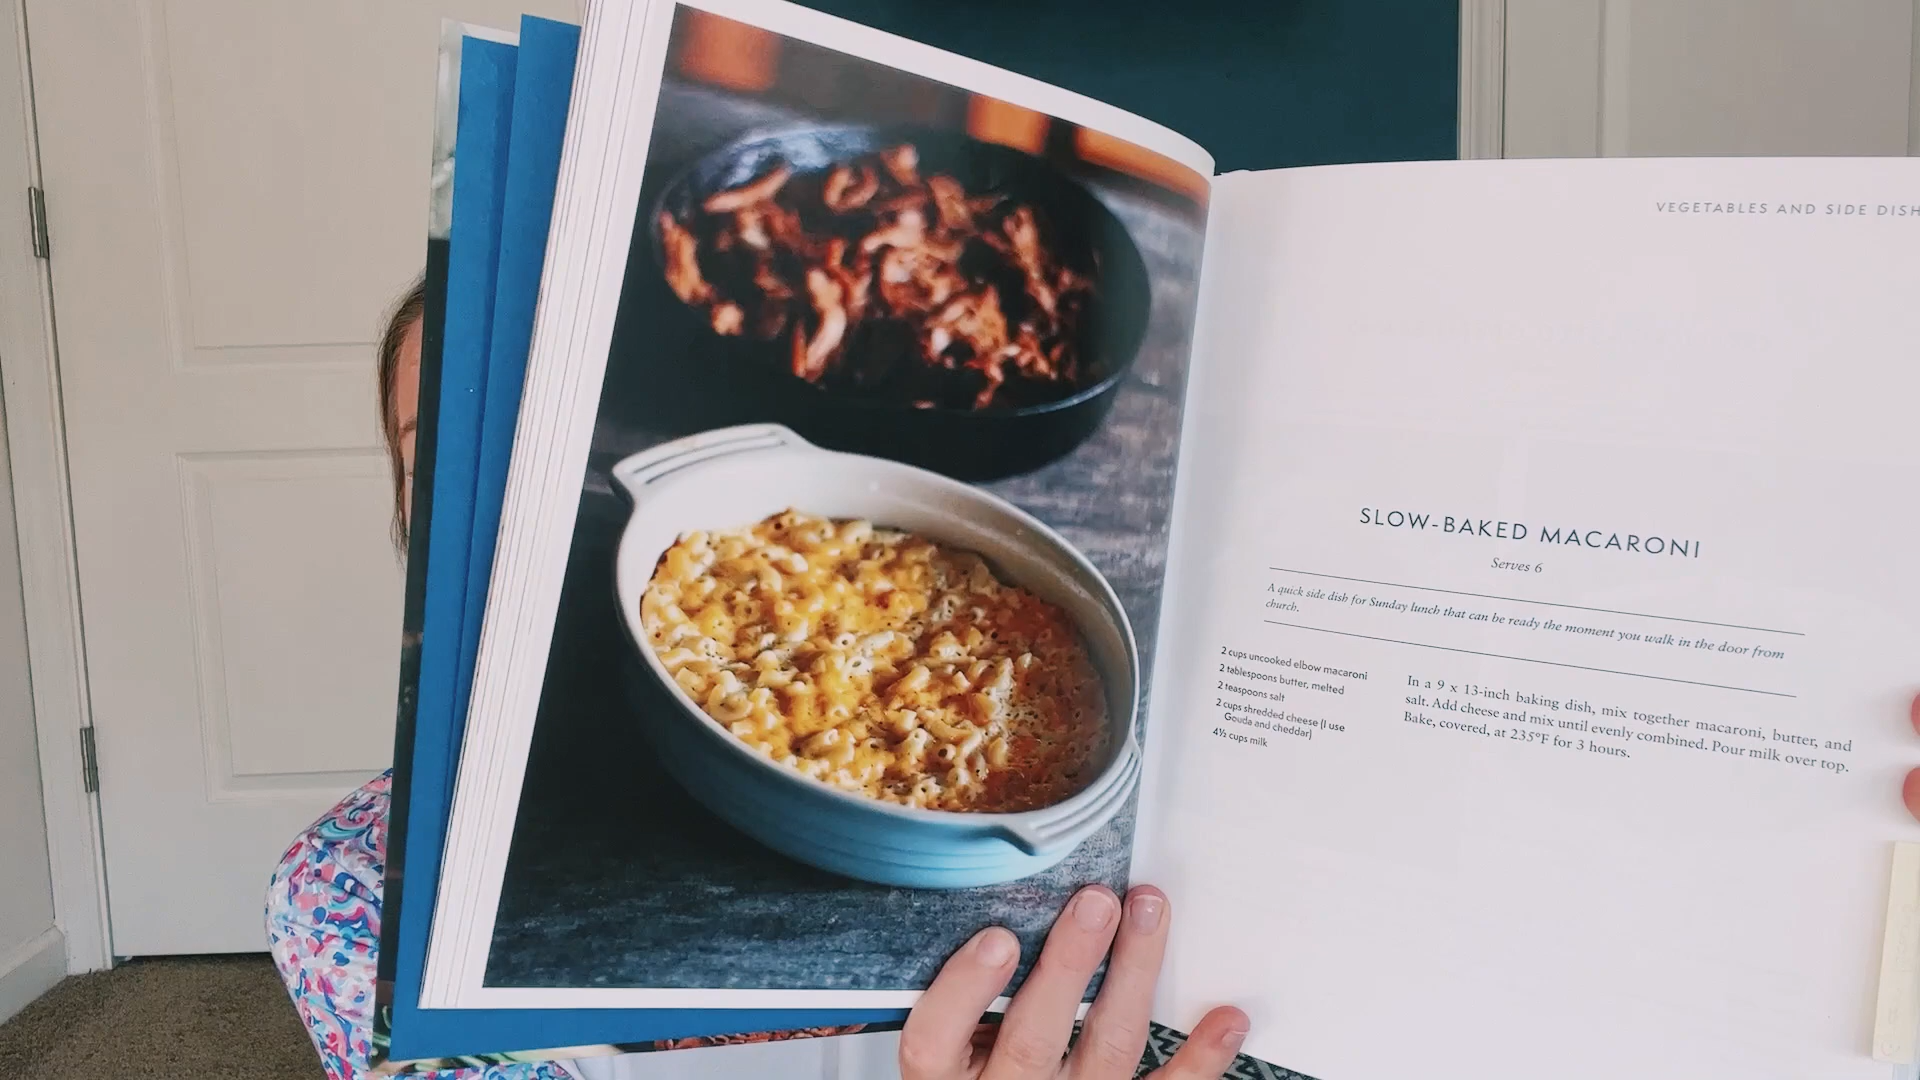 VEGETABLES AND SIDE DISH
SLOW-BAKED MACARONI
Serves 6
A quick side dish for Sunday lunch that can be ready the moment you walk in the door from
church.
2 cups uncooked elbow macaroni
2 tablespoons butter, melted
2 teaspoons salt
2 cups shredded cheese (I use
Gouda and cheddar)
4½ cups milk
In a 9 x 13-inch baking dish, mix together macaroni, butter, and
salt. Add cheese and mix until evenly combined. Pour milk over top.
Bake, covered, at 235°F for 3 hours.